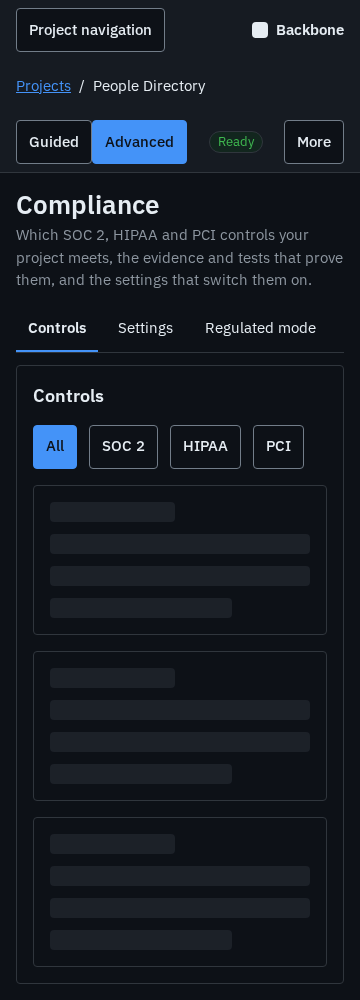 Project navigation
Backbone
Projects / People Directory
Guided
Advanced
Ready
More
Compliance
Which SOC 2, HIPAA and PCI controls your
project meets, the evidence and tests that prove
them, and the settings that switch them on.
Controls
Settings
Regulated mode
Controls
All
SOC 2
HIPAA
PCI